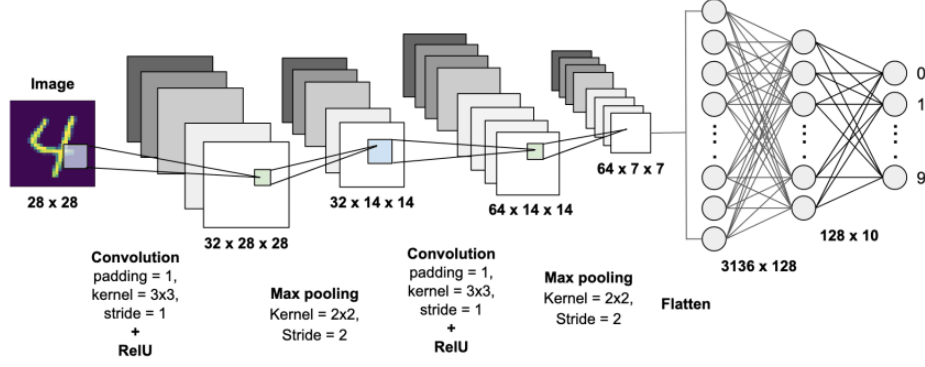 Image
28 x 28
32 x 28 x 28
32 x 14 x 14
64 x 14 x 14
64 x 7 x 7
0
1
9
3136 x 128
128 x 10
Convolution
padding = 1,
kernel = 3x3,
stride = 1
+
RelU
Max pooling
Kernel = 2x2,
Stride = 2
Convolution
padding = 1,
kernel = 3x3,
stride = 1
+
RelU
Max pooling
Kernel = 2x2,
Stride = 2
Flatten